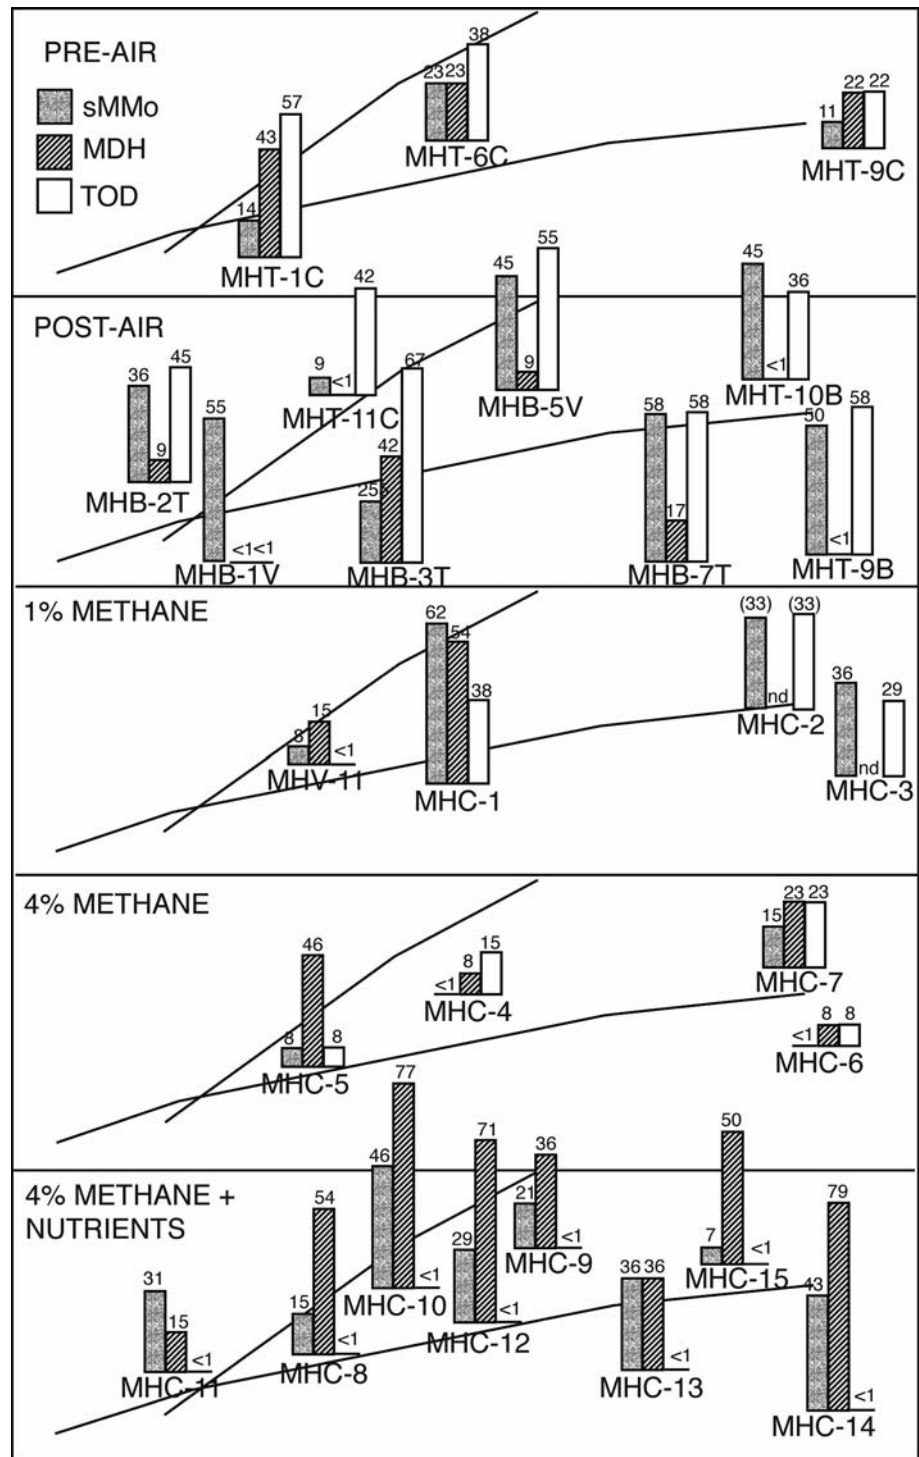 PRE-AIR
sMMo
MDH
TOD
14 43 57
MHT-1C
23 23 38
MHT-6C
11 22 22
MHT-9C
POST-AIR
36 9 45
MHB-2T
55 <1 <1
MHB-1V
9 <1 42
MHT-11C
25 42 67
MHB-3T
45 9 55
MHB-5V
58 17 58
MHB-7T
45 <1 36
MHT-10B
50 <1 58
MHT-9B
1% METHANE
8 15 <1
MHV-11
62 54 38
MHC-1
(33) nd (33)
MHC-2
36 nd 29
MHC-3
4% METHANE
8 46 8
MHC-5
<1 8 15
MHC-4
15 23 23
MHC-7
<1 8 8
MHC-6
4% METHANE +
NUTRIENTS
31 15 <1
MHC-11
15 54 <1
MHC-8
46 77 <1
MHC-10
29 71 <1
MHC-12
21 36 <1
MHC-9
36 36 <1
MHC-13
7 50 <1
MHC-15
43 79 <1
MHC-14